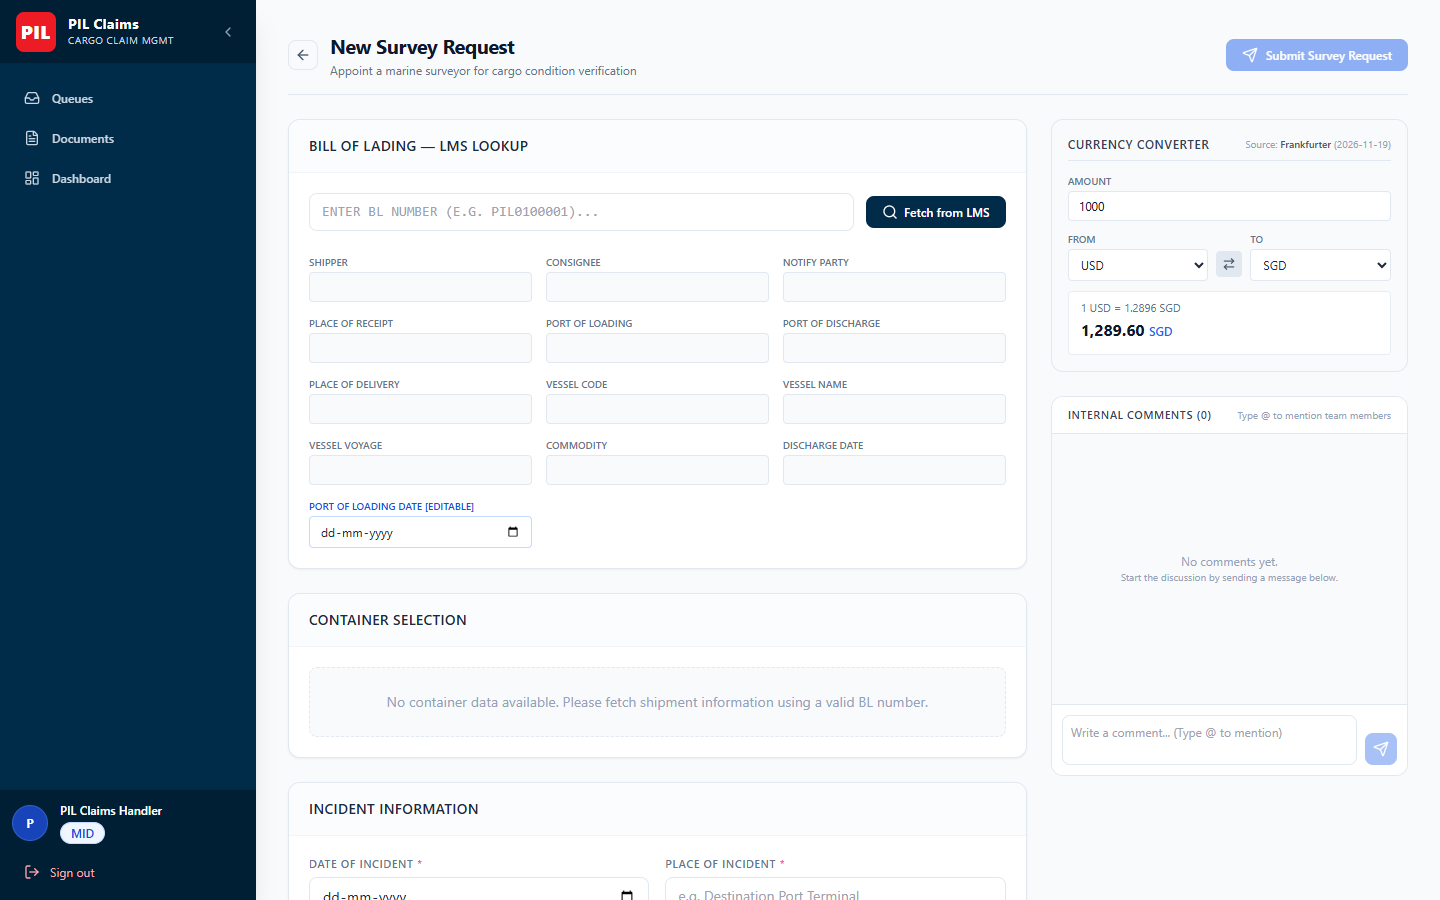 PIL
PIL Claims
CARGO CLAIM MGMT
Queues
Documents
Dashboard
PIL Claims Handler
P
MID
Sign out
New Survey Request
Appoint a marine surveyor for cargo condition verification
Submit Survey Request
BILL OF LADING — LMS LOOKUP
ENTER BL NUMBER (E.G. PIL0100001)...
Fetch from LMS
SHIPPER CONSIGNEE NOTIFY PARTY
PLACE OF RECEIPT PORT OF LOADING PORT OF DISCHARGE
PLACE OF DELIVERY VESSEL CODE VESSEL NAME
VESSEL VOYAGE COMMODITY DISCHARGE DATE
PORT OF LOADING DATE [EDITABLE]
dd-mm-yyyy
CONTAINER SELECTION
No container data available. Please fetch shipment information using a valid BL number.
INCIDENT INFORMATION
DATE OF INCIDENT * PLACE OF INCIDENT *
dd-mm-yyyy e.g. Destination Port Terminal
CURRENCY CONVERTER Source: Frankfurter (2026-11-19)
AMOUNT
1000
FROM TO
USD SGD
1 USD = 1.2896 SGD
1,289.60 SGD
INTERNAL COMMENTS (0) Type @ to mention team members
No comments yet.
Start the discussion by sending a message below.
Write a comment... (Type @ to mention)